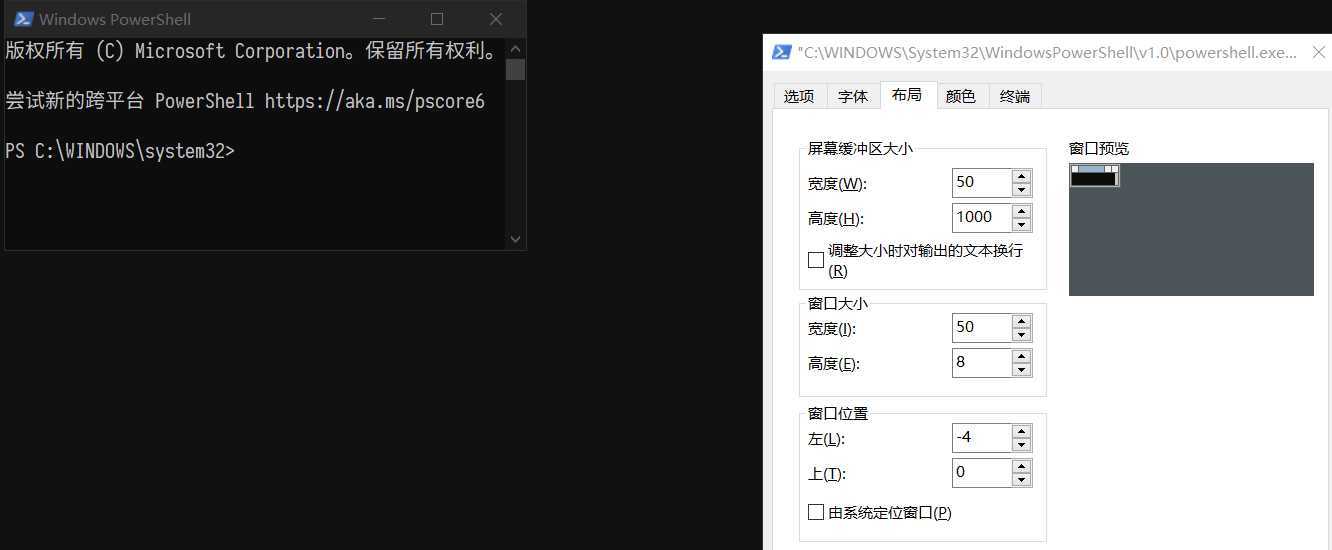 Windows PowerShell
版权所有 (C) Microsoft Corporation。保留所有权利。
尝试新的跨平台 PowerShell https://aka.ms/pscore6
PS C:\WINDOWS\system32>
"C:\WINDOWS\System32\WindowsPowerShell\v1.0\powershell.exe...
选项 字体 布局 颜色 终端
屏幕缓冲区大小
宽度(W): 50
高度(H): 1000
调整大小时对输出的文本换行
(R)
窗口大小
宽度(I): 50
高度(E): 8
窗口位置
左(L): -4
上(T): 0
由系统定位窗口(P)
窗口预览